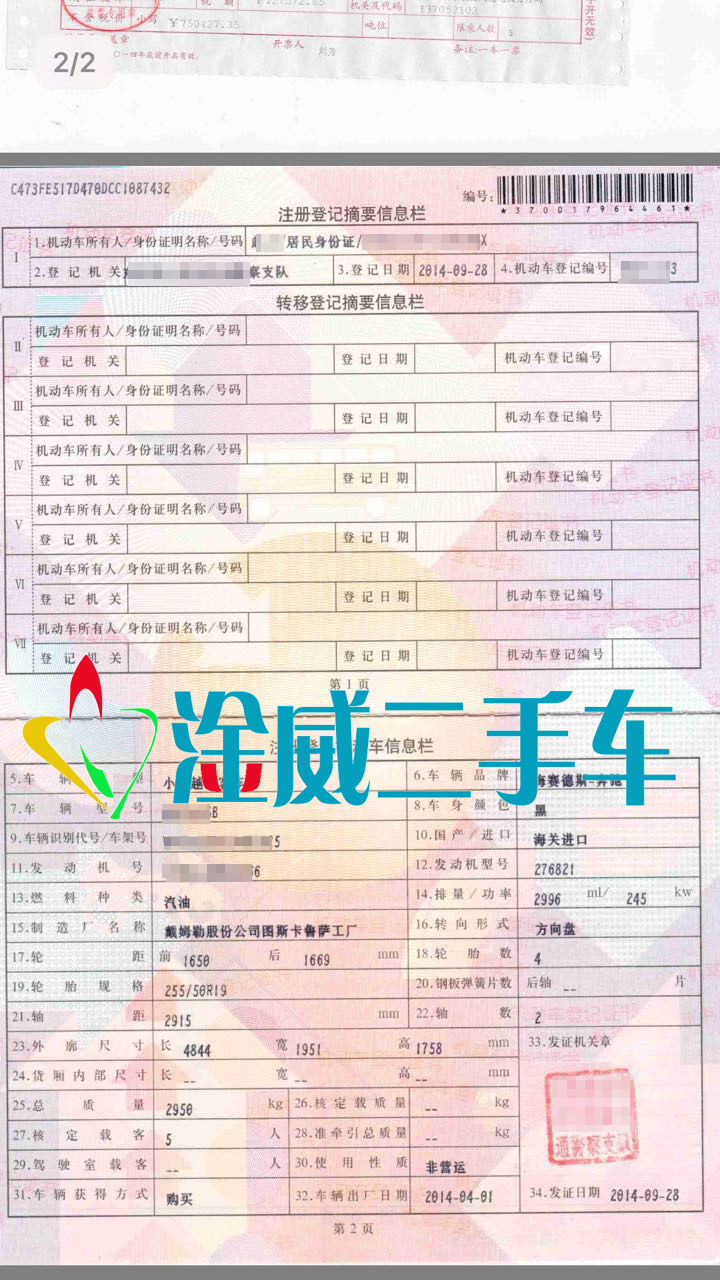 税 额 ￥127572.65 机关及代码 137052102
不含税价 小写 ￥750427.35 吨位 限乘人数 5
开票人 刘芳 备注:一车一票
2/2
C473FE517D470DCC1087432
编号:
*370017964461*
注册登记摘要信息栏
Ⅰ 1.机动车所有人/身份证明名称/号码 /居民身份证/ X
2.登记机关 察支队 3.登记日期 2014-09-28 4.机动车登记编号 3
转移登记摘要信息栏
Ⅱ 机动车所有人/身份证明名称/号码
登记机关 登记日期 机动车登记编号
Ⅲ 机动车所有人/身份证明名称/号码
登记机关 登记日期 机动车登记编号
Ⅳ 机动车所有人/身份证明名称/号码
登记机关 登记日期 机动车登记编号
Ⅴ 机动车所有人/身份证明名称/号码
登记机关 登记日期 机动车登记编号
Ⅵ 机动车所有人/身份证明名称/号码
登记机关 登记日期 机动车登记编号
Ⅶ 机动车所有人/身份证明名称/号码
登记机关 登记日期 机动车登记编号
第1页
淦威二手车
车信息栏
5.车辆 型 小 越 6.车辆品牌 梅赛德斯-奔驰
7.车辆型号 GB 8.车身颜色 黑
9.车辆识别代号/车架号 5 10.国产/进口 海关进口
11.发动机号 66 12.发动机型号 276821
13.燃料种类 汽油 14.排量/功率 2996 ml/ 245 kw
15.制造厂名称 戴姆勒股份公司图斯卡鲁萨工厂 16.转向形式 方向盘
17.轮距 前 1650 后 1669 mm 18.轮胎数 4
19.轮胎规格 255/50R19 20.钢板弹簧片数 后轴 -- 片
21.轴距 2915 mm 22.轴数 2
23.外廓尺寸 长 4844 宽 1951 高 1758 mm 33.发证机关章
24.货厢内部尺寸 长 -- 宽 -- 高 -- mm
25.总质量 2950 kg 26.核定载质量 -- kg
27.核定载客 5 人 28.准牵引总质量 -- kg
通警察支队
29.驾驶室载客 -- 人 30.使用性质 非营运
31.车辆获得方式 购买 32.车辆出厂日期 2014-04-01 34.发证日期 2014-09-28
第2页